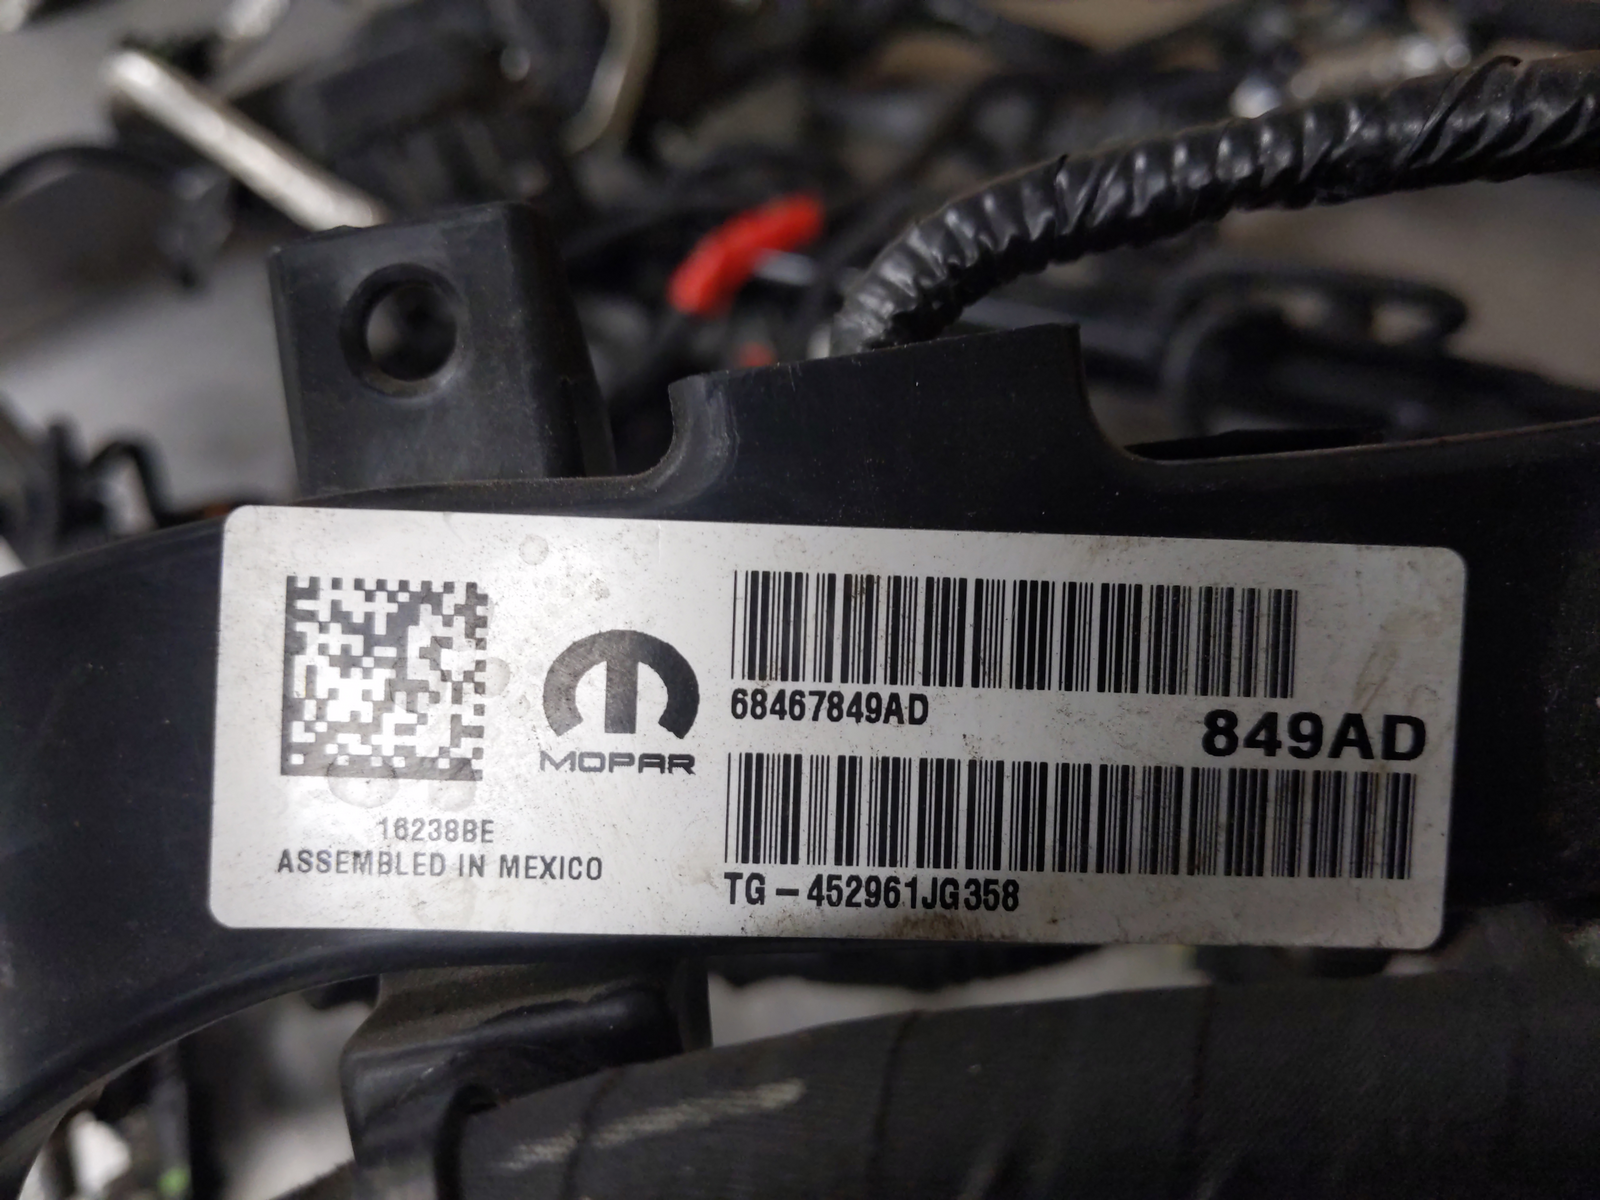 68467849AD
849AD
MOPAR
16238BE
ASSEMBLED IN MEXICO
TG-452961JG358